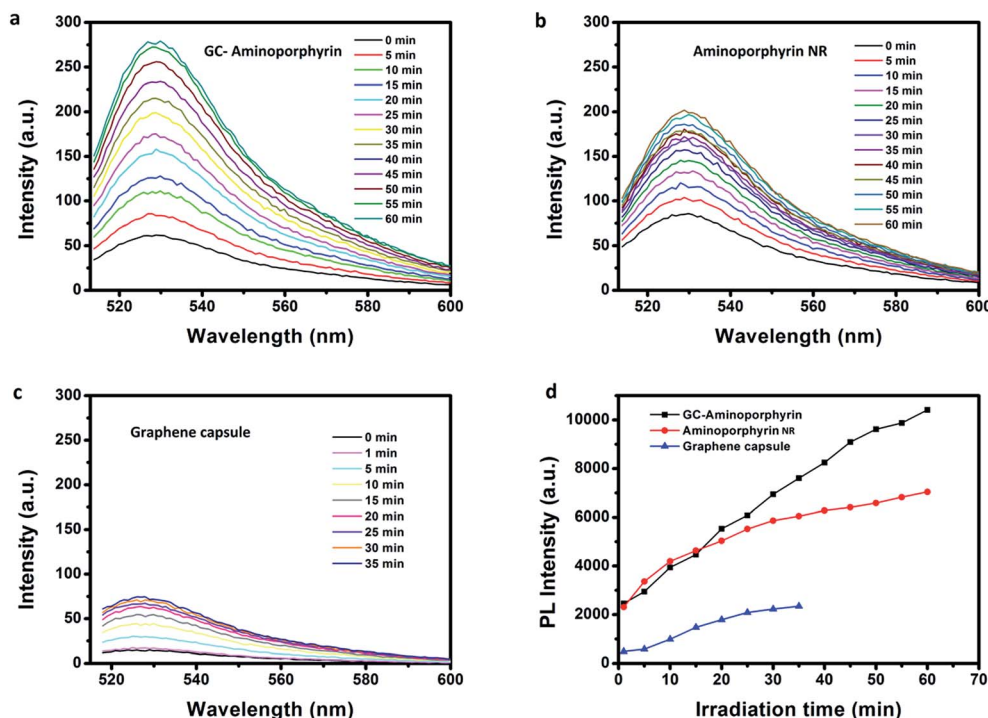 a
GC- Aminoporphyrin
0 min
5 min
10 min
15 min
20 min
25 min
30 min
35 min
40 min
45 min
50 min
55 min
60 min
300
250
200
150
100
50
0
Intensity (a.u.)
520 540 560 580 600
Wavelength (nm)
b
Aminoporphyrin NR
0 min
5 min
10 min
15 min
20 min
25 min
30 min
35 min
40 min
45 min
50 min
55 min
60 min
300
250
200
150
100
50
0
Intensity (a.u.)
520 540 560 580 600
Wavelength (nm)
c
Graphene capsule
0 min
1 min
5 min
10 min
15 min
20 min
25 min
30 min
35 min
300
250
200
150
100
50
0
Intensity (a.u.)
520 540 560 580 600
Wavelength (nm)
d
GC-Aminoporphyrin
Aminoporphyrin NR
Graphene capsule
10000
8000
6000
4000
2000
0
PL Intensity (a.u.)
0 10 20 30 40 50 60 70
Irradiation time (min)